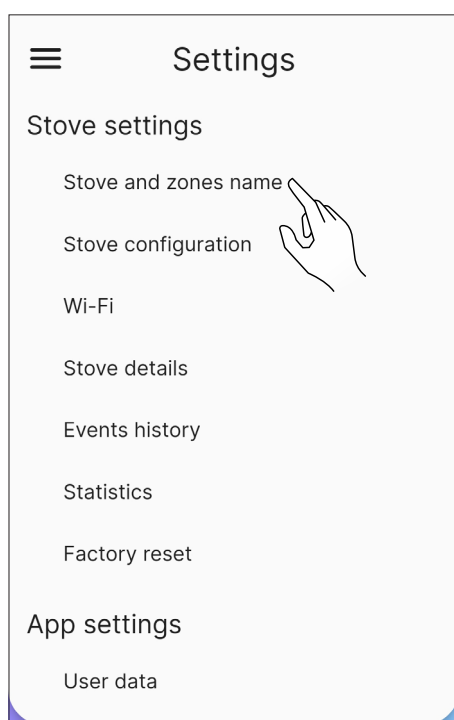 Settings
Stove settings
Stove and zones name
Stove configuration
Wi-Fi
Stove details
Events history
Statistics
Factory reset
App settings
User data